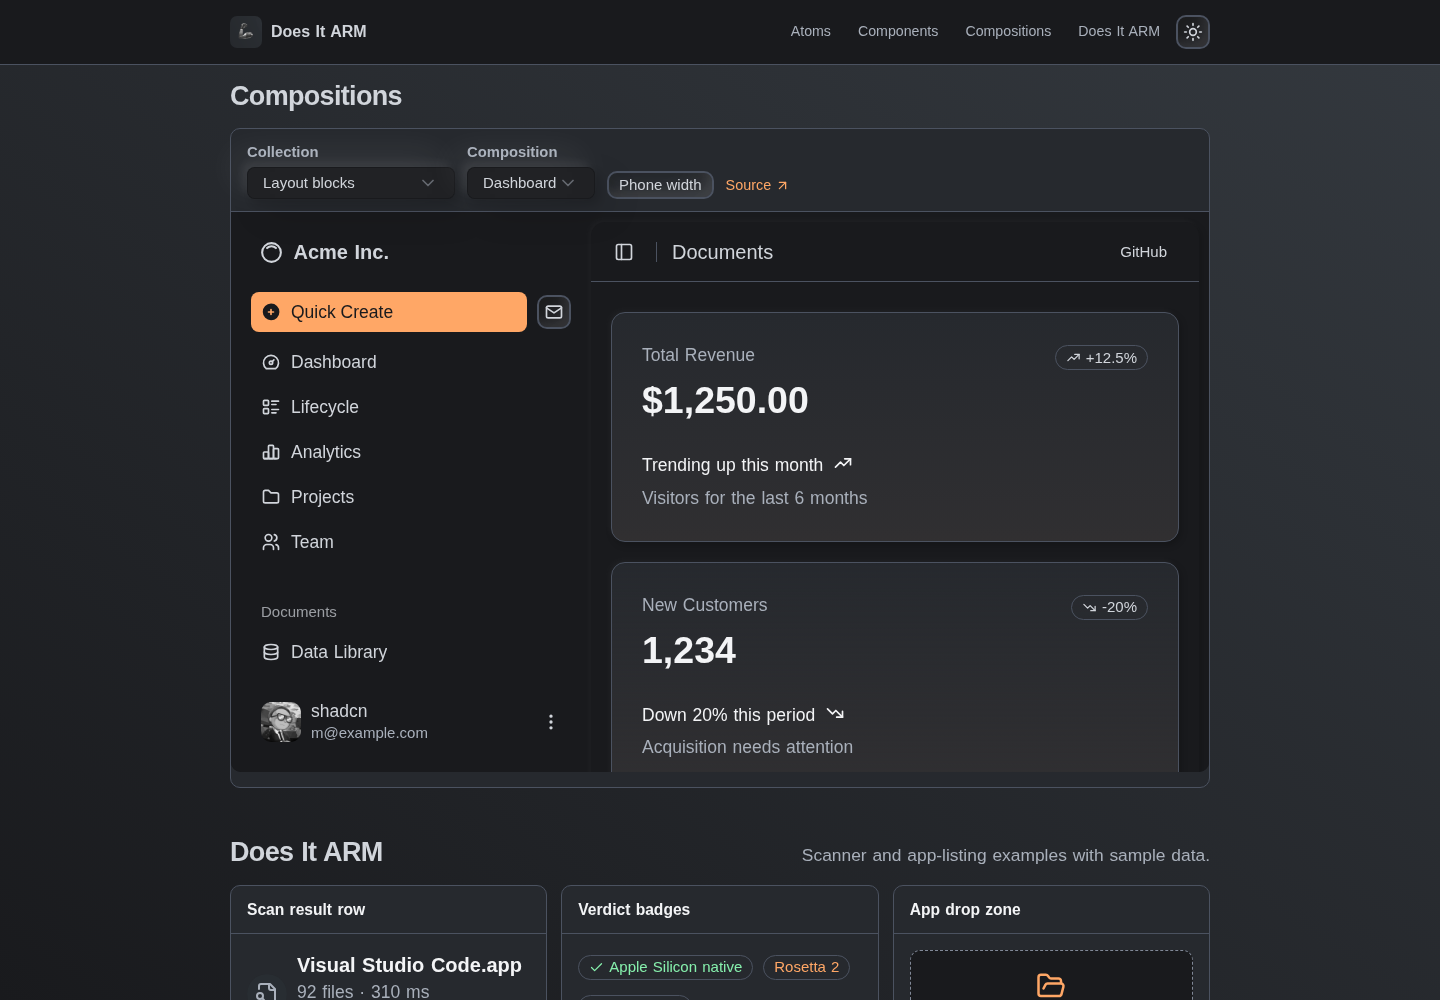 Does It ARM
Atoms
Components
Compositions
Does It ARM
Compositions
Collection
Composition
Layout blocks
Dashboard
Phone width
Source
Acme Inc.
Documents
GitHub
Quick Create
Dashboard
Lifecycle
Analytics
Projects
Team
Documents
Data Library
shadcn
m@example.com
Total Revenue
+12.5%
$1,250.00
Trending up this month
Visitors for the last 6 months
New Customers
-20%
1,234
Down 20% this period
Acquisition needs attention
Does It ARM
Scanner and app-listing examples with sample data.
Scan result row
Visual Studio Code.app
92 files · 310 ms
Verdict badges
Apple Silicon native
Rosetta 2
App drop zone